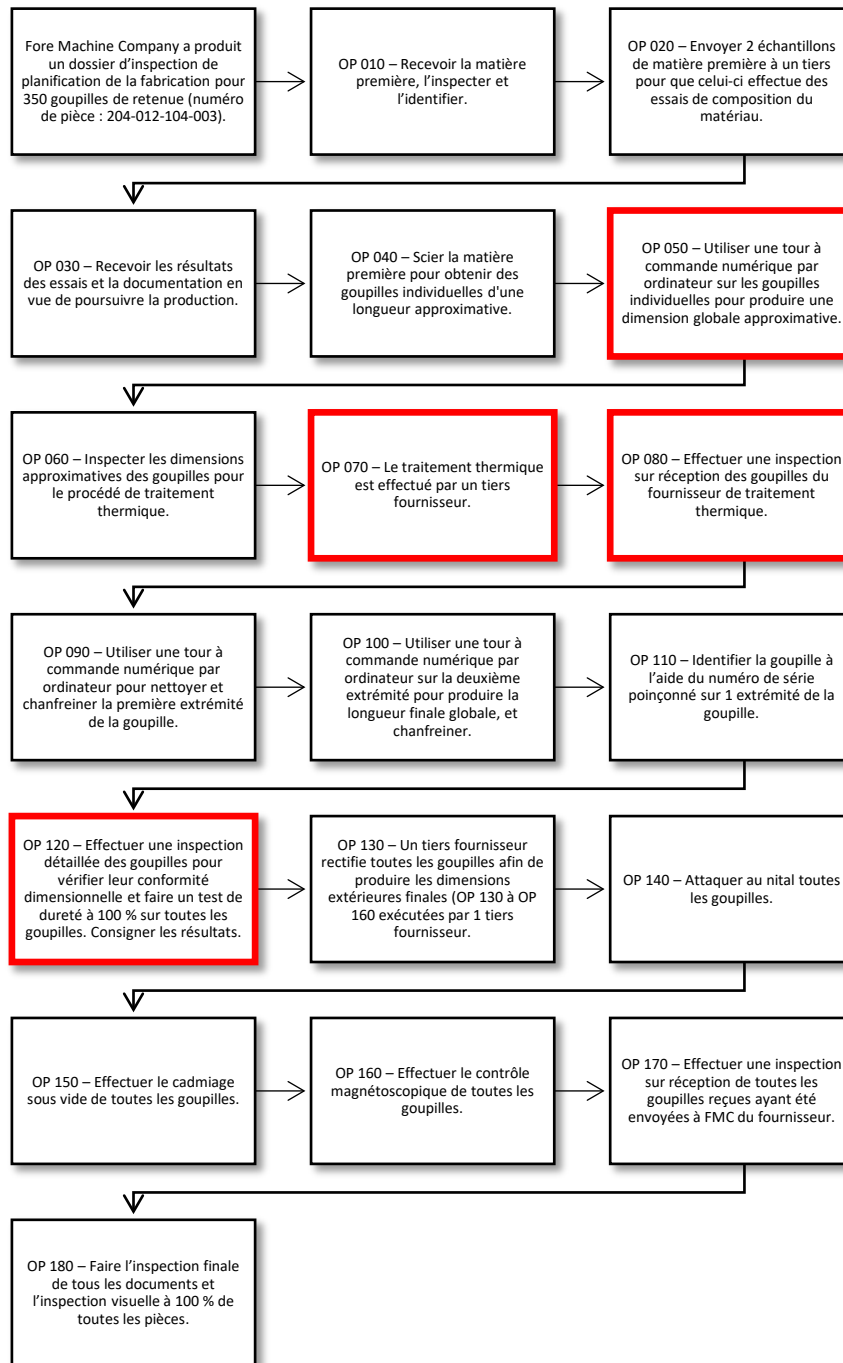 Fore Machine Company a produit
un dossier d’inspection de
planification de la fabrication pour
350 goupilles de retenue (numéro
de pièce : 204-012-104-003).
OP 010 – Recevoir la matière
première, l’inspecter et
l’identifier.
OP 020 – Envoyer 2 échantillons
de matière première à un tiers
pour que celui-ci effectue des
essais de composition du
matériau.
OP 030 – Recevoir les résultats
des essais et la documentation en
vue de poursuivre la production.
OP 040 – Scier la matière
première pour obtenir des
goupilles individuelles d'une
longueur approximative.
OP 050 – Utiliser une tour à
commande numérique par
ordinateur sur les goupilles
individuelles pour produire une
dimension globale approximative.
OP 060 – Inspecter les dimensions
approximatives des goupilles pour
le procédé de traitement
thermique.
OP 070 – Le traitement thermique
est effectué par un tiers
fournisseur.
OP 080 – Effectuer une inspection
sur réception des goupilles du
fournisseur de traitement
thermique.
OP 090 – Utiliser une tour à
commande numérique par
ordinateur pour nettoyer et
chanfreiner la première extrémité
de la goupille.
OP 100 – Utiliser une tour à
commande numérique par
ordinateur sur la deuxième
extrémité pour produire la
longueur finale globale, et
chanfreiner.
OP 110 – Identifier la goupille à
l’aide du numéro de série
poinçonné sur 1 extrémité de la
goupille.
OP 120 – Effectuer une inspection
détaillée des goupilles pour
vérifier leur conformité
dimensionnelle et faire un test de
dureté à 100 % sur toutes les
goupilles. Consigner les résultats.
OP 130 – Un tiers fournisseur
rectifie toutes les goupilles afin de
produire les dimensions
extérieures finales (OP 130 à OP
160 exécutées par 1 tiers
fournisseur.
OP 140 – Attaquer au nital toutes
les goupilles.
OP 150 – Effectuer le cadmiage
sous vide de toutes les goupilles.
OP 160 – Effectuer le contrôle
magnétoscopique de toutes les
goupilles.
OP 170 – Effectuer une inspection
sur réception de toutes les
goupilles reçues ayant été
envoyées à FMC du fournisseur.
OP 180 – Faire l’inspection finale
de tous les documents et
l’inspection visuelle à 100 % de
toutes les pièces.